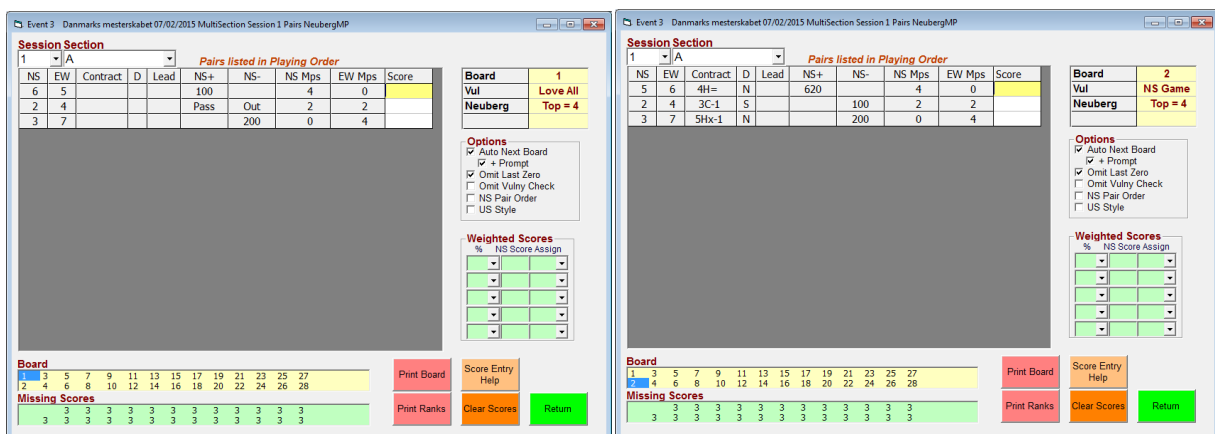 Event 3 Danmarks mesterskabet 07/02/2015 MultiSection Session 1 Pairs NeubergMP
Session Section
1 A
Pairs listed in Playing Order
NS EW Contract D Lead NS+ NS- NS Mps EW Mps Score
6 5 100 4 0
2 4 Pass Out 2 2
3 7 200 0 4
Board 1
Vul Love All
Neuberg Top = 4
Options
Auto Next Board
+ Prompt
Omit Last Zero
Omit Vulny Check
NS Pair Order
US Style
Weighted Scores
% NS Score Assign
Board
1 3 5 7 9 11 13 15 17 19 21 23 25 27
2 4 6 8 10 12 14 16 18 20 22 24 26 28
Missing Scores
3 3 3 3 3 3 3 3 3 3 3 3 3
3 3 3 3 3 3 3 3 3 3 3 3 3
Print Board
Score Entry Help
Print Ranks
Clear Scores
Return
Event 3 Danmarks mesterskabet 07/02/2015 MultiSection Session 1 Pairs NeubergMP
Session Section
1 A
Pairs listed in Playing Order
NS EW Contract D Lead NS+ NS- NS Mps EW Mps Score
5 6 4H= N 620 4 0
2 4 3C-1 S 100 2 2
3 7 5Hx-1 N 200 0 4
Board 2
Vul NS Game
Neuberg Top = 4
Options
Auto Next Board
+ Prompt
Omit Last Zero
Omit Vulny Check
NS Pair Order
US Style
Weighted Scores
% NS Score Assign
Board
1 3 5 7 9 11 13 15 17 19 21 23 25 27
2 4 6 8 10 12 14 16 18 20 22 24 26 28
Missing Scores
3 3 3 3 3 3 3 3 3 3 3 3 3
3 3 3 3 3 3 3 3 3 3 3 3 3
Print Board
Score Entry Help
Print Ranks
Clear Scores
Return